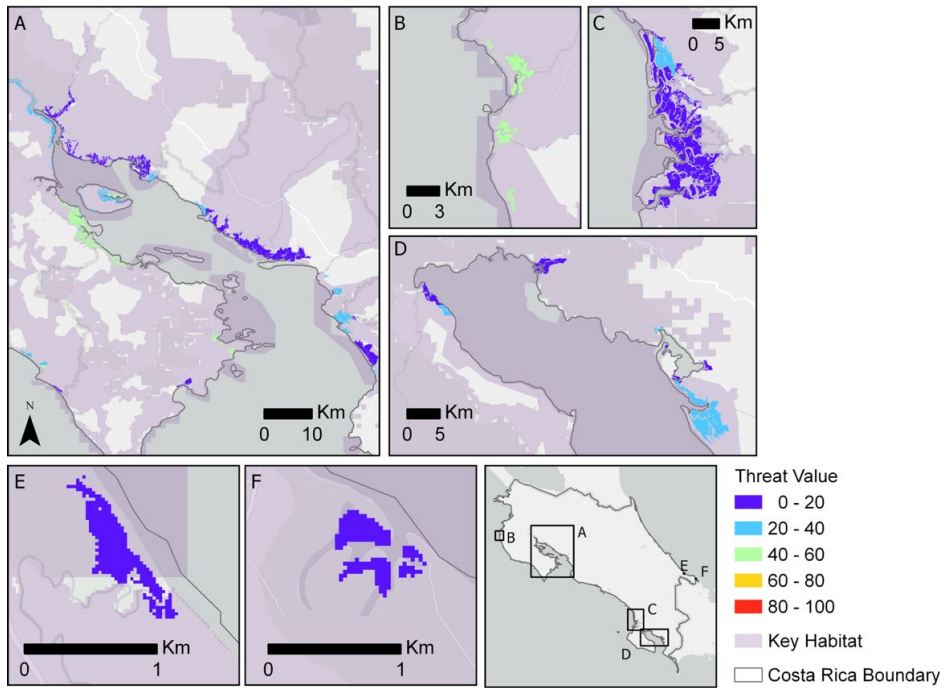 A
N
Km
0 10
B
Km
0 3
C
Km
0 5
D
Km
0 5
E
Km
0 1
F
Km
0 1
A
B
C
D
E
F
Threat Value
0 - 20
20 - 40
40 - 60
60 - 80
80 - 100
Key Habitat
Costa Rica Boundary